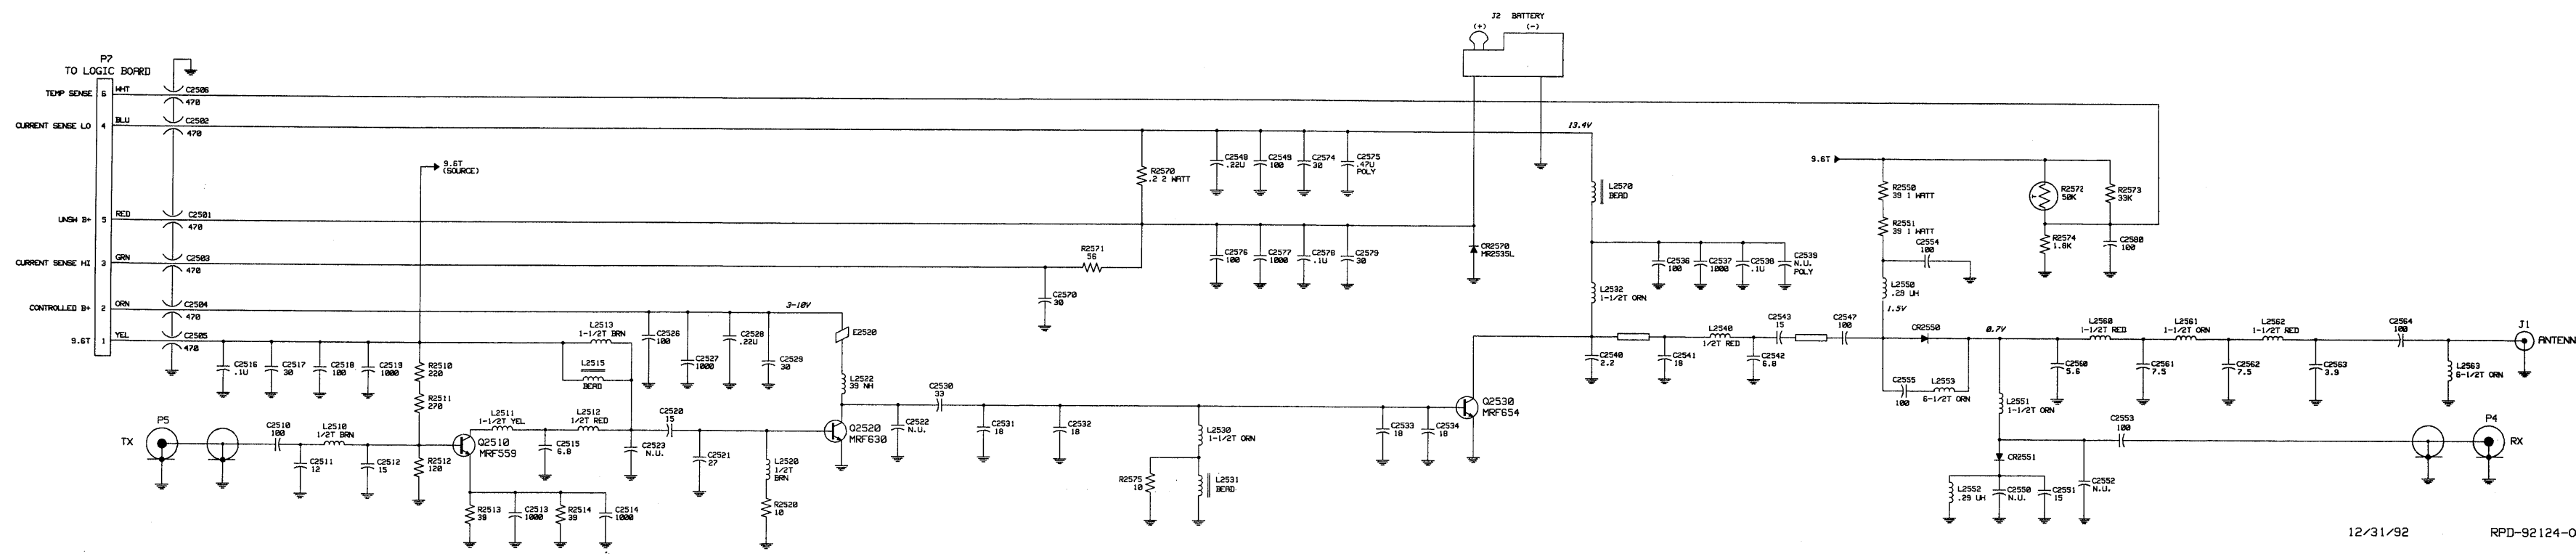 J2 BATTERY
(+) (-)
P7
TO LOGIC BOARD
TEMP SENSE 6 WHT C2506
470
CURRENT SENSE LO 4 BLU C2502
470
UNSW B+ 5 RED C2501
470
CURRENT SENSE HI 3 GRN C2503
470
CONTROLLED B+ 2 ORN C2504
470
9.6T 1 YEL C2505
470
9.6T
(SOURCE)
C2516
.1U
C2517
30
C2518
100
C2519
1000
R2510
220
R2511
270
R2512
120
TX
P5
C2510
100
L2510
1/2T BRN
C2511
12
C2512
15
Q2510
MRF559
L2511
1-1/2T YEL
L2512
1/2T RED
C2515
6.8
L2513
1-1/2T BRN
L2515
BEAD
C2523
N.U.
C2520
15
C2521
27
R2513
39
C2513
1000
R2514
39
C2514
1000
C2526
100
C2527
1000
C2528
.22U
C2529
30
3-10V
E2520
L2522
39 NH
L2520
1/2T
BRN
R2520
10
Q2520
MRF630
C2522
N.U.
C2530
33
C2531
18
C2532
18
R2570
.2 2 WATT
C2548
.22U
C2549
100
C2574
30
C2575
.47U
POLY
R2571
56
C2570
30
C2576
100
C2577
1000
C2578
.1U
C2579
30
CR2570
MR2535L
L2530
1-1/2T ORN
R2575
10
L2531
BEAD
C2533
18
C2534
18
Q2530
MRF654
13.4V
L2570
BEAD
L2532
1-1/2T ORN
C2536
100
C2537
1000
C2538
.1U
C2539
N.U.
POLY
C2540
2.2
C2541
18
L2540
1/2T RED
C2542
6.8
C2543
15
C2547
100
9.6T
R2550
39 1 WATT
R2551
39 1 WATT
C2554
100
L2550
.29 UH
1.5V
R2572
50K
R2573
33K
R2574
1.8K
C2580
100
CR2550
0.7V
C2555
100
L2553
6-1/2T ORN
L2551
1-1/2T ORN
C2553
100
CR2551
L2552
.29 UH
C2550
N.U.
C2551
15
C2552
N.U.
C2560
5.6
L2560
1-1/2T RED
C2561
7.5
L2561
1-1/2T ORN
C2562
7.5
L2562
1-1/2T RED
C2563
3.9
C2564
100
L2563
6-1/2T ORN
J1
ANTENN
P4
RX
12/31/92 RPD-92124-0